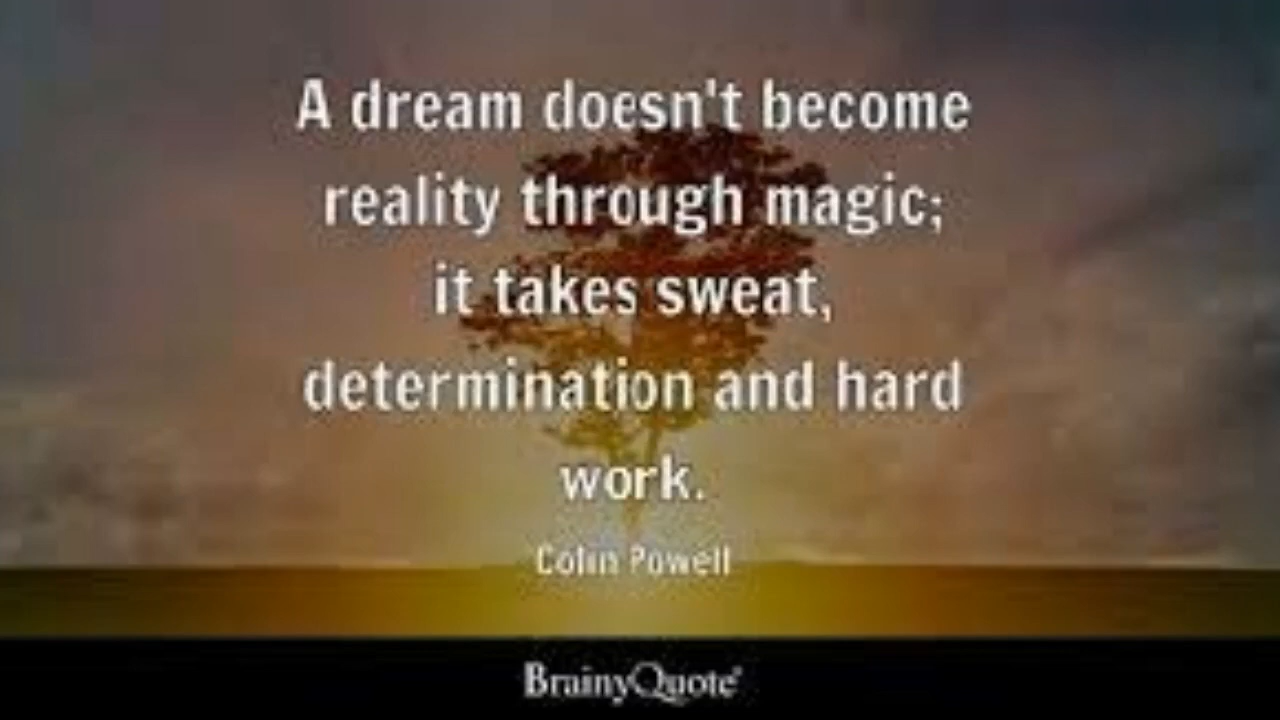 A dream doesn't become
reality through magic;
it takes sweat,
determination and hard
work.
Colin Powell
BrainyQuote®